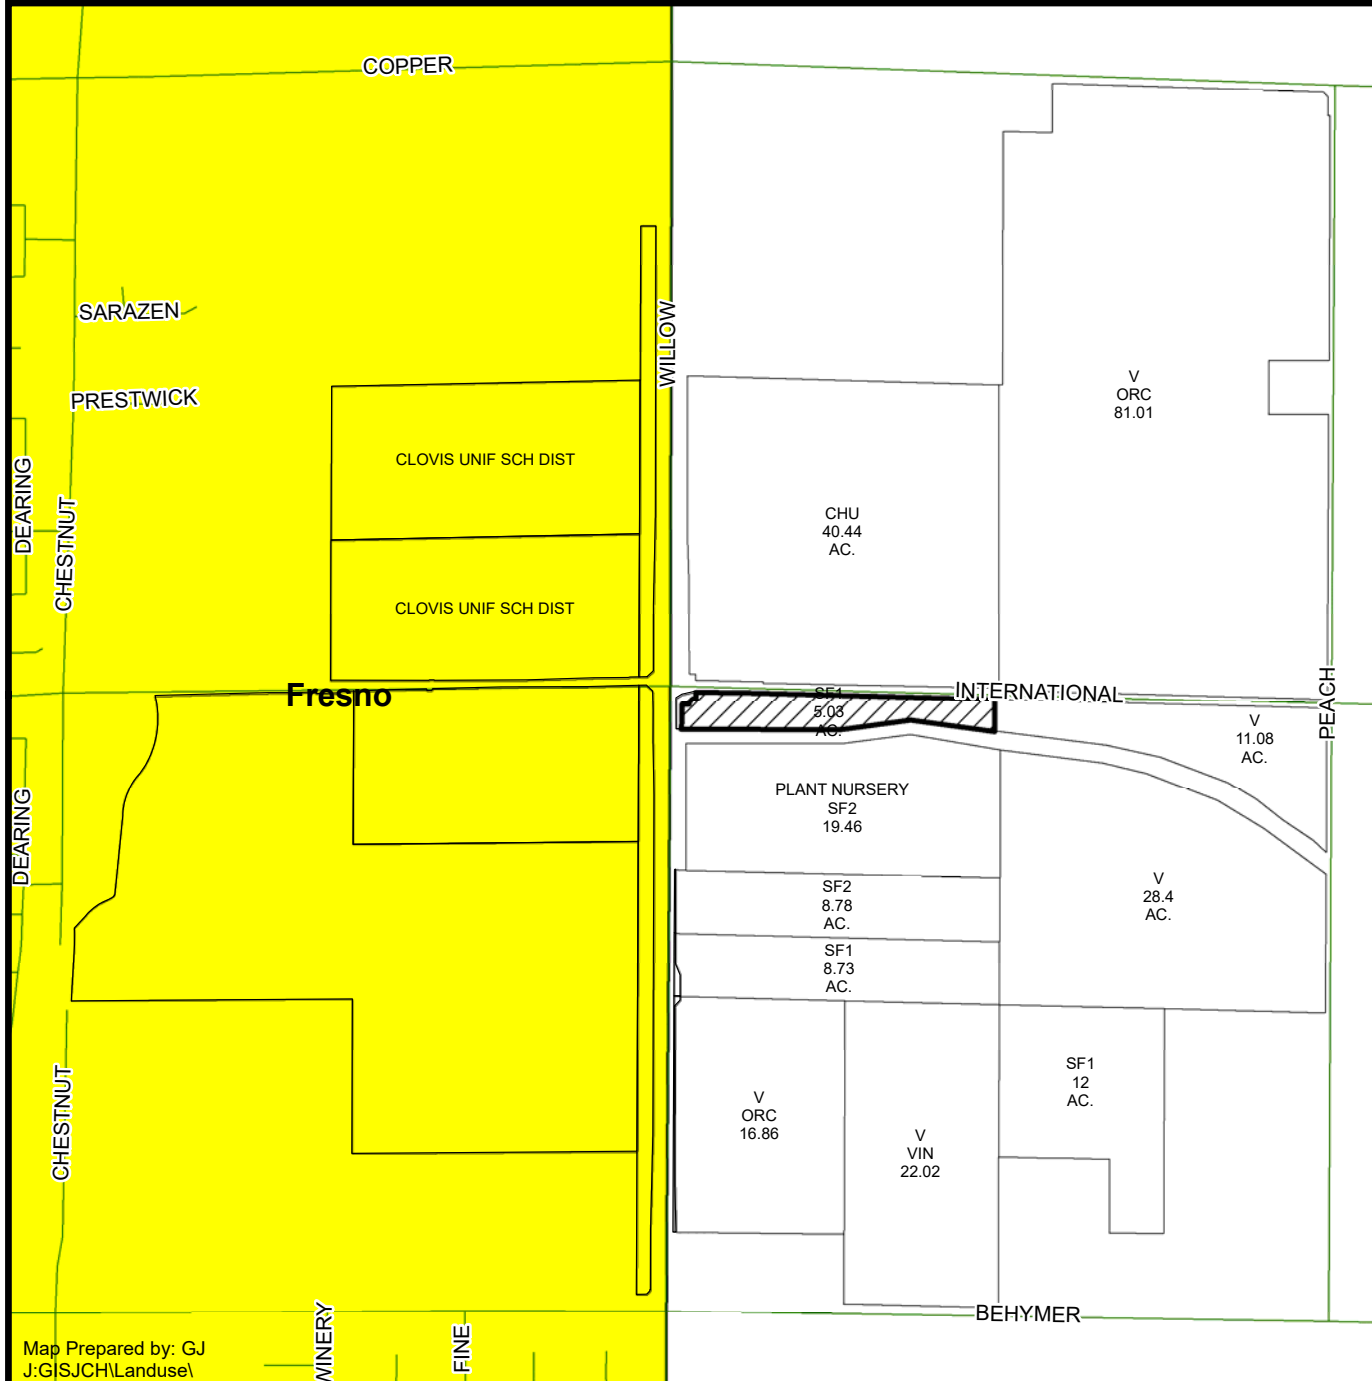 COPPER
SARAZEN
WILLOW
PRESTWICK
V
ORC
81.01
CLOVIS UNIF SCH DIST
DEARING
CHESTNUT
CHU
40.44
AC.
CLOVIS UNIF SCH DIST
Fresno
SF1
5.03
AC.
INTERNATIONAL
PEACH
V
11.08
AC.
PLANT NURSERY
SF2
19.46
DEARING
SF2
8.78
AC.
V
28.4
AC.
SF1
8.73
AC.
CHESTNUT
V
ORC
16.86
SF1
12
AC.
V
VIN
22.02
BEHYMER
WINERY
FINE
Map Prepared by: GJ
J:GISJCH\Landuse\